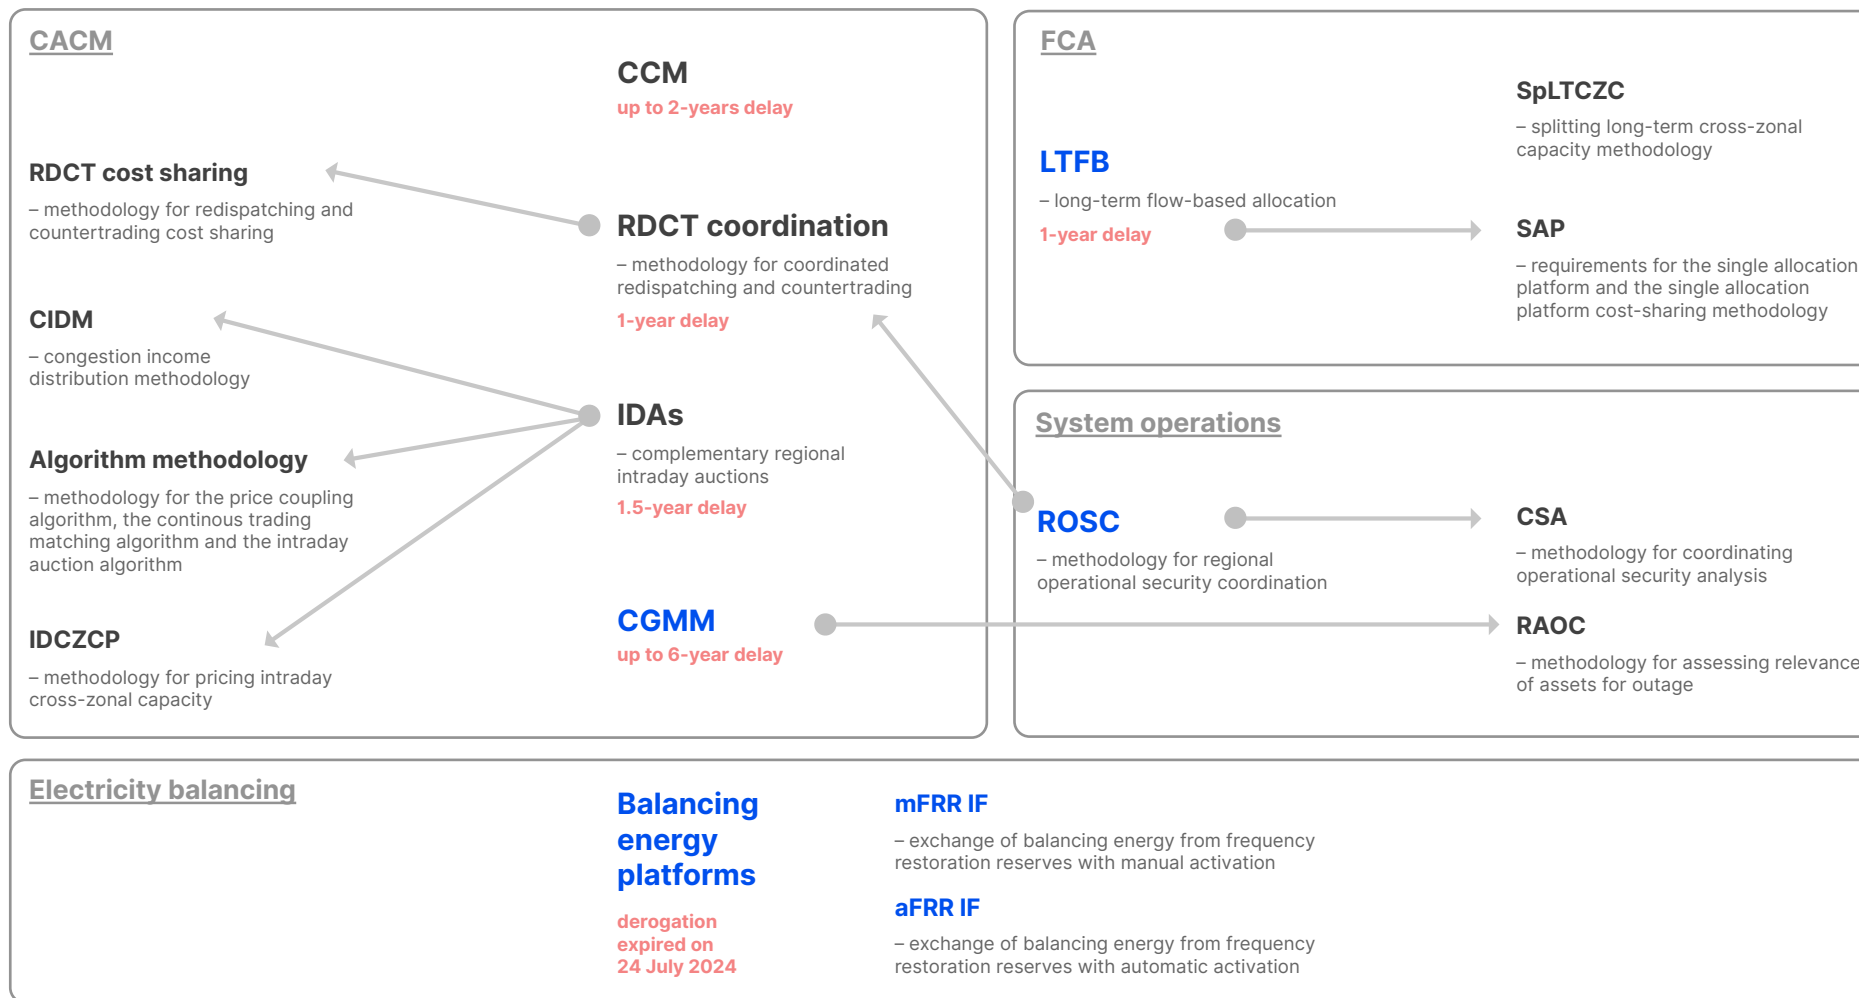 CACM
CCM
up to 2-years delay
RDCT cost sharing
– methodology for redispatching and
countertrading cost sharing
RDCT coordination
– methodology for coordinated
redispatching and countertrading
1-year delay
CIDM
– congestion income
distribution methodology
IDAs
– complementary regional
intraday auctions
1.5-year delay
Algorithm methodology
– methodology for the price coupling
algorithm, the continous trading
matching algorithm and the intraday
auction algorithm
CGMM
up to 6-year delay
IDCZCP
– methodology for pricing intraday
cross-zonal capacity
FCA
SpLTCZC
– splitting long-term cross-zonal
capacity methodology
LTFB
– long-term flow-based allocation
1-year delay
SAP
– requirements for the single allocation
platform and the single allocation
platform cost-sharing methodology
System operations
ROSC
– methodology for regional
operational security coordination
CSA
– methodology for coordinating
operational security analysis
RAOC
– methodology for assessing relevance
of assets for outage
Electricity balancing
Balancing
energy
platforms
derogation
expired on
24 July 2024
mFRR IF
– exchange of balancing energy from frequency
restoration reserves with manual activation
aFRR IF
– exchange of balancing energy from frequency
restoration reserves with automatic activation